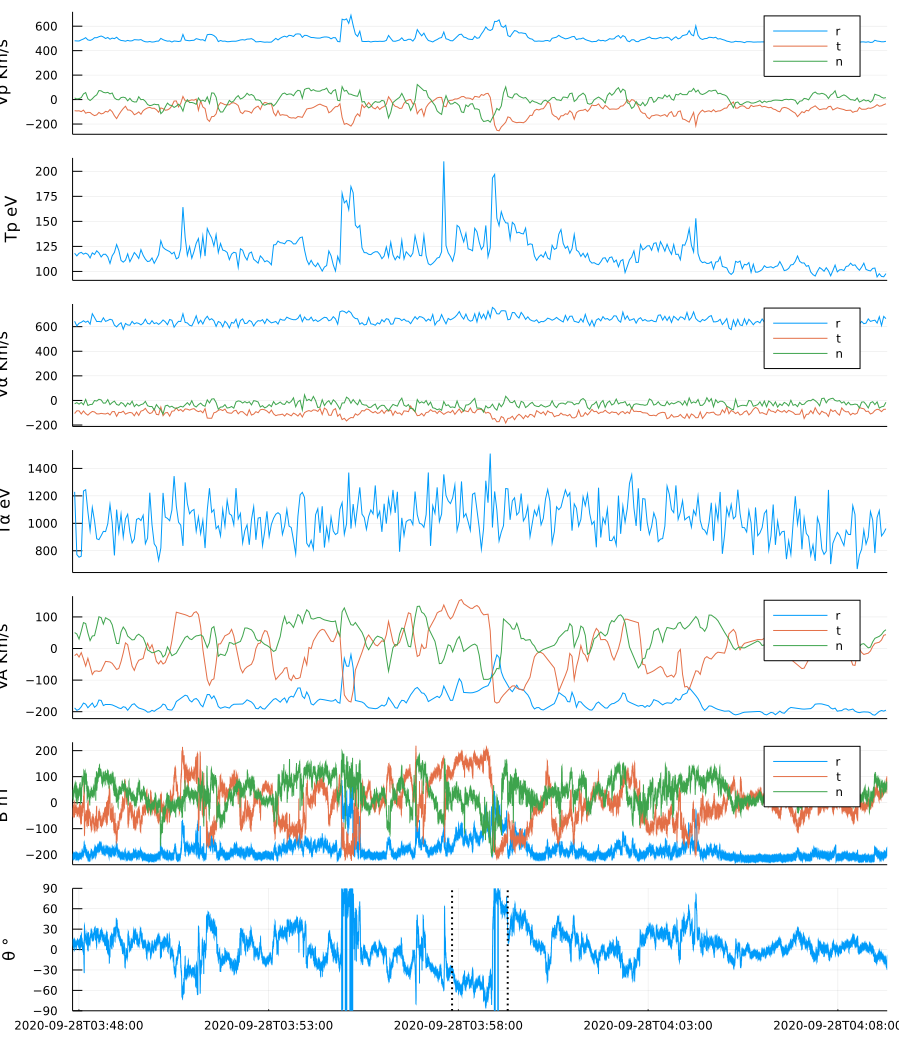 Vp Km/s
600
400
200
0
−200
r
t
n
Tp eV
200
175
150
125
100
Vα Km/s
600
400
200
0
−200
r
t
n
Tα eV
1400
1200
1000
800
VA Km/s
100
0
−100
−200
r
t
n
B nT
200
100
0
−100
−200
r
t
n
θ °
90
60
30
0
−30
−60
−90
2020-09-28T03:48:00
2020-09-28T03:53:00
2020-09-28T03:58:00
2020-09-28T04:03:00
2020-09-28T04:08:00